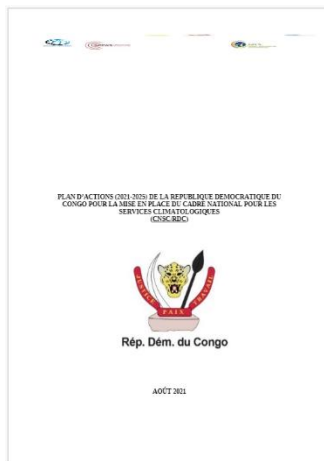 PLAN D'ACTIONS (2021-2025) DE LA REPUBLIQUE DEMOCRATIQUE DU
CONGO POUR LA MISE EN PLACE DU CADRE NATIONAL POUR LES
SERVICES CLIMATOLOGIQUES
(CNSC/RDC)
JUSTICE
PAIX
TRAVAIL
Rép. Dém. du Congo
AOÛT 2021